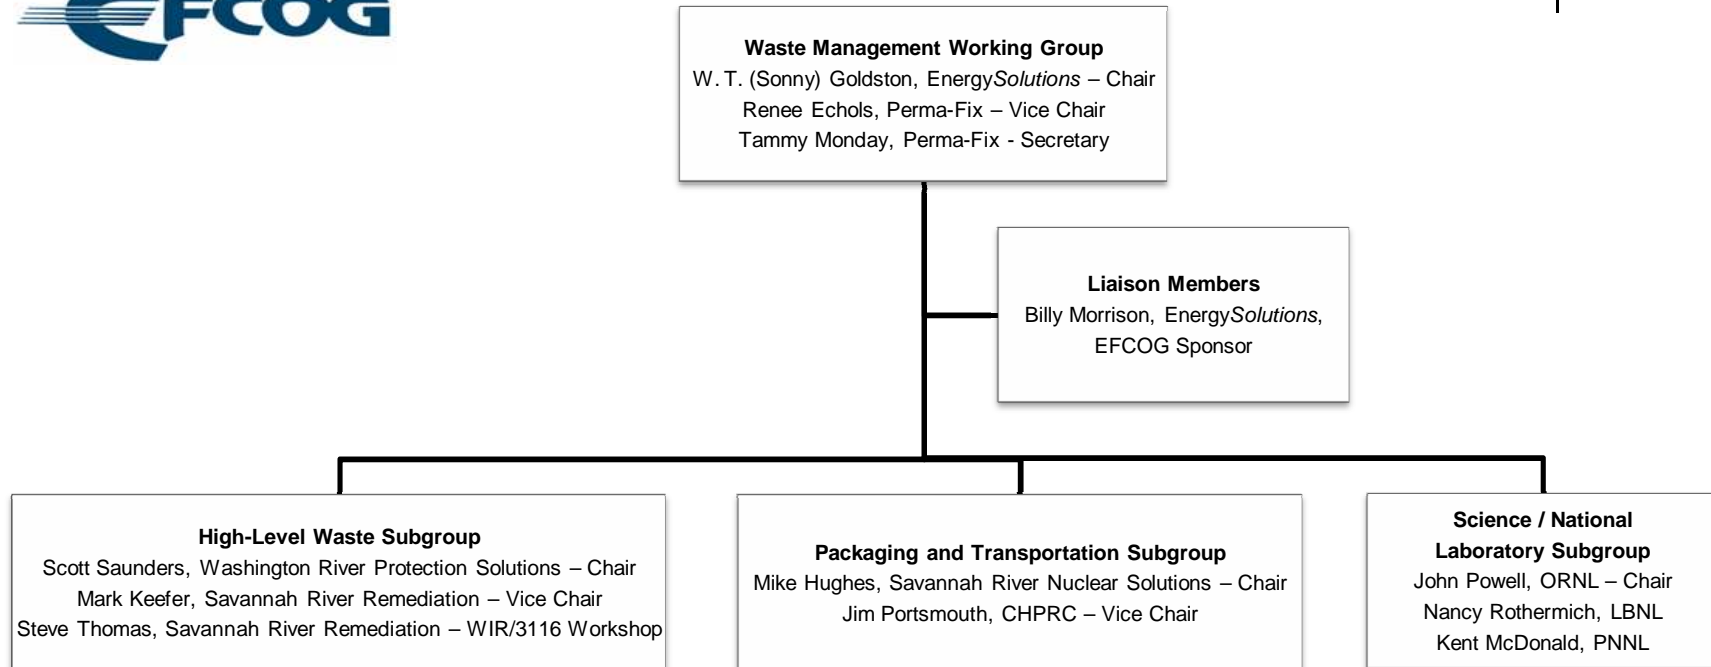 EFCOG
Waste Management Working Group
W. T. (Sonny) Goldston, EnergySolutions – Chair
Renee Echols, Perma-Fix – Vice Chair
Tammy Monday, Perma-Fix - Secretary
Liaison Members
Billy Morrison, EnergySolutions,
EFCOG Sponsor
High-Level Waste Subgroup
Scott Saunders, Washington River Protection Solutions – Chair
Mark Keefer, Savannah River Remediation – Vice Chair
Steve Thomas, Savannah River Remediation – WIR/3116 Workshop
Packaging and Transportation Subgroup
Mike Hughes, Savannah River Nuclear Solutions – Chair
Jim Portsmouth, CHPRC – Vice Chair
Science / National
Laboratory Subgroup
John Powell, ORNL – Chair
Nancy Rothermich, LBNL
Kent McDonald, PNNL